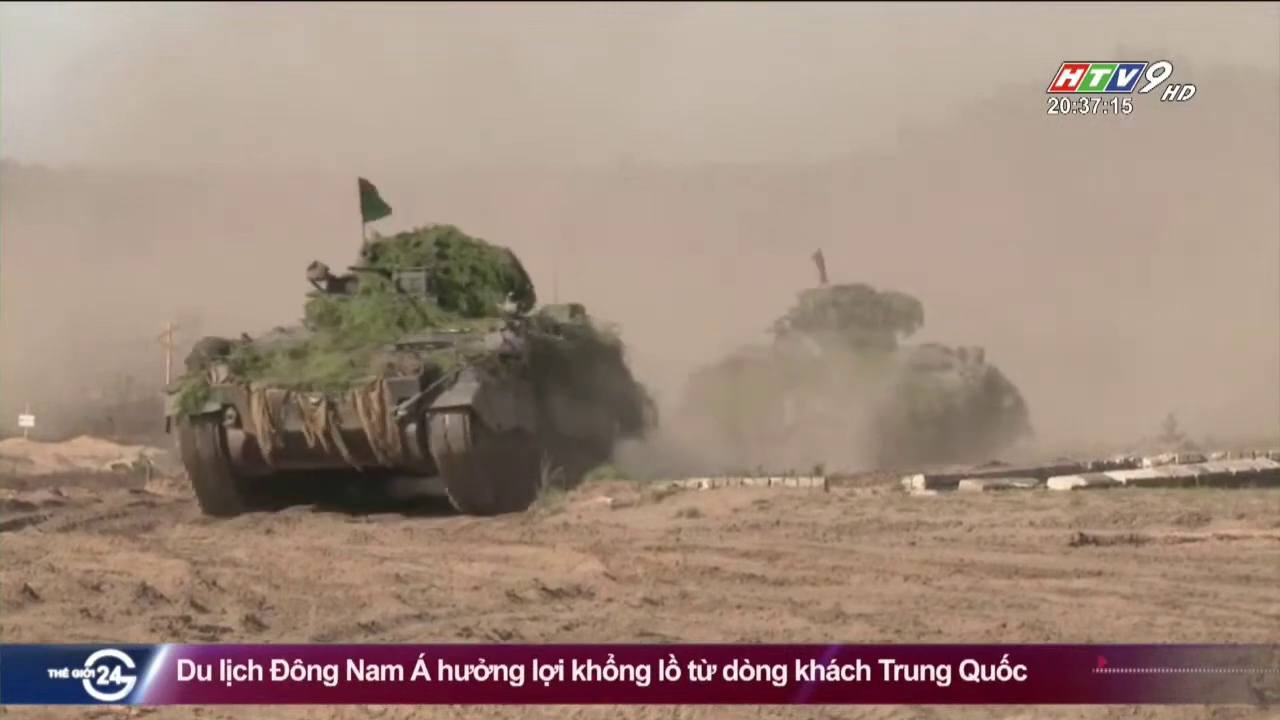 HTV9 HD
20:37:15
THẾ GIỚI 24G
Du lịch Đông Nam Á hưởng lợi khổng lồ từ dòng khách Trung Quốc